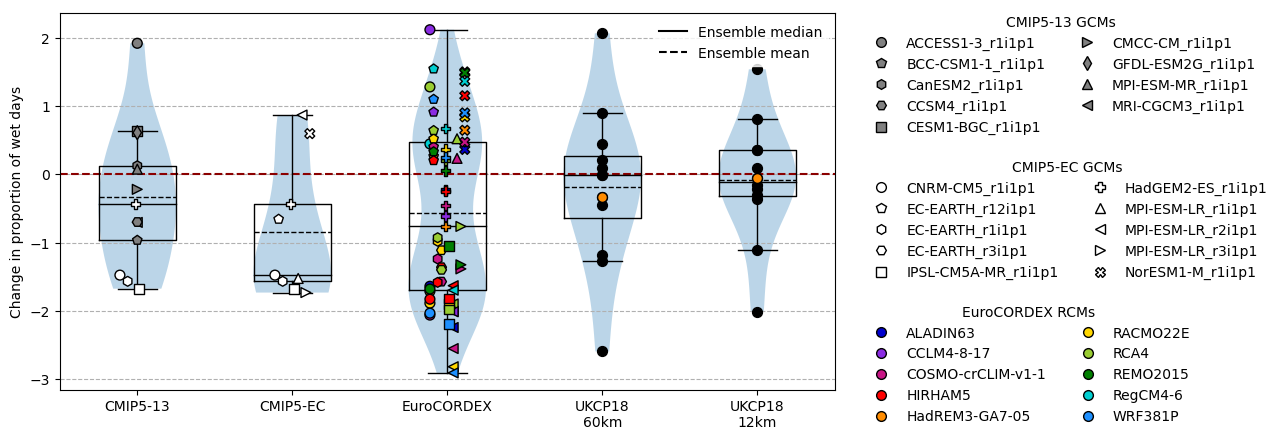 Change in proportion of wet days
2
1
0
−1
−2
−3
Ensemble median
Ensemble mean
CMIP5-13
CMIP5-EC
EuroCORDEX
UKCP18
60km
UKCP18
12km
CMIP5-13 GCMs
ACCESS1-3_r1i1p1
BCC-CSM1-1_r1i1p1
CanESM2_r1i1p1
CCSM4_r1i1p1
CESM1-BGC_r1i1p1
CMCC-CM_r1i1p1
GFDL-ESM2G_r1i1p1
MPI-ESM-MR_r1i1p1
MRI-CGCM3_r1i1p1
CMIP5-EC GCMs
CNRM-CM5_r1i1p1
EC-EARTH_r12i1p1
EC-EARTH_r1i1p1
EC-EARTH_r3i1p1
IPSL-CM5A-MR_r1i1p1
HadGEM2-ES_r1i1p1
MPI-ESM-LR_r1i1p1
MPI-ESM-LR_r2i1p1
MPI-ESM-LR_r3i1p1
NorESM1-M_r1i1p1
EuroCORDEX RCMs
ALADIN63
CCLM4-8-17
COSMO-crCLIM-v1-1
HIRHAM5
HadREM3-GA7-05
RACMO22E
RCA4
REMO2015
RegCM4-6
WRF381P